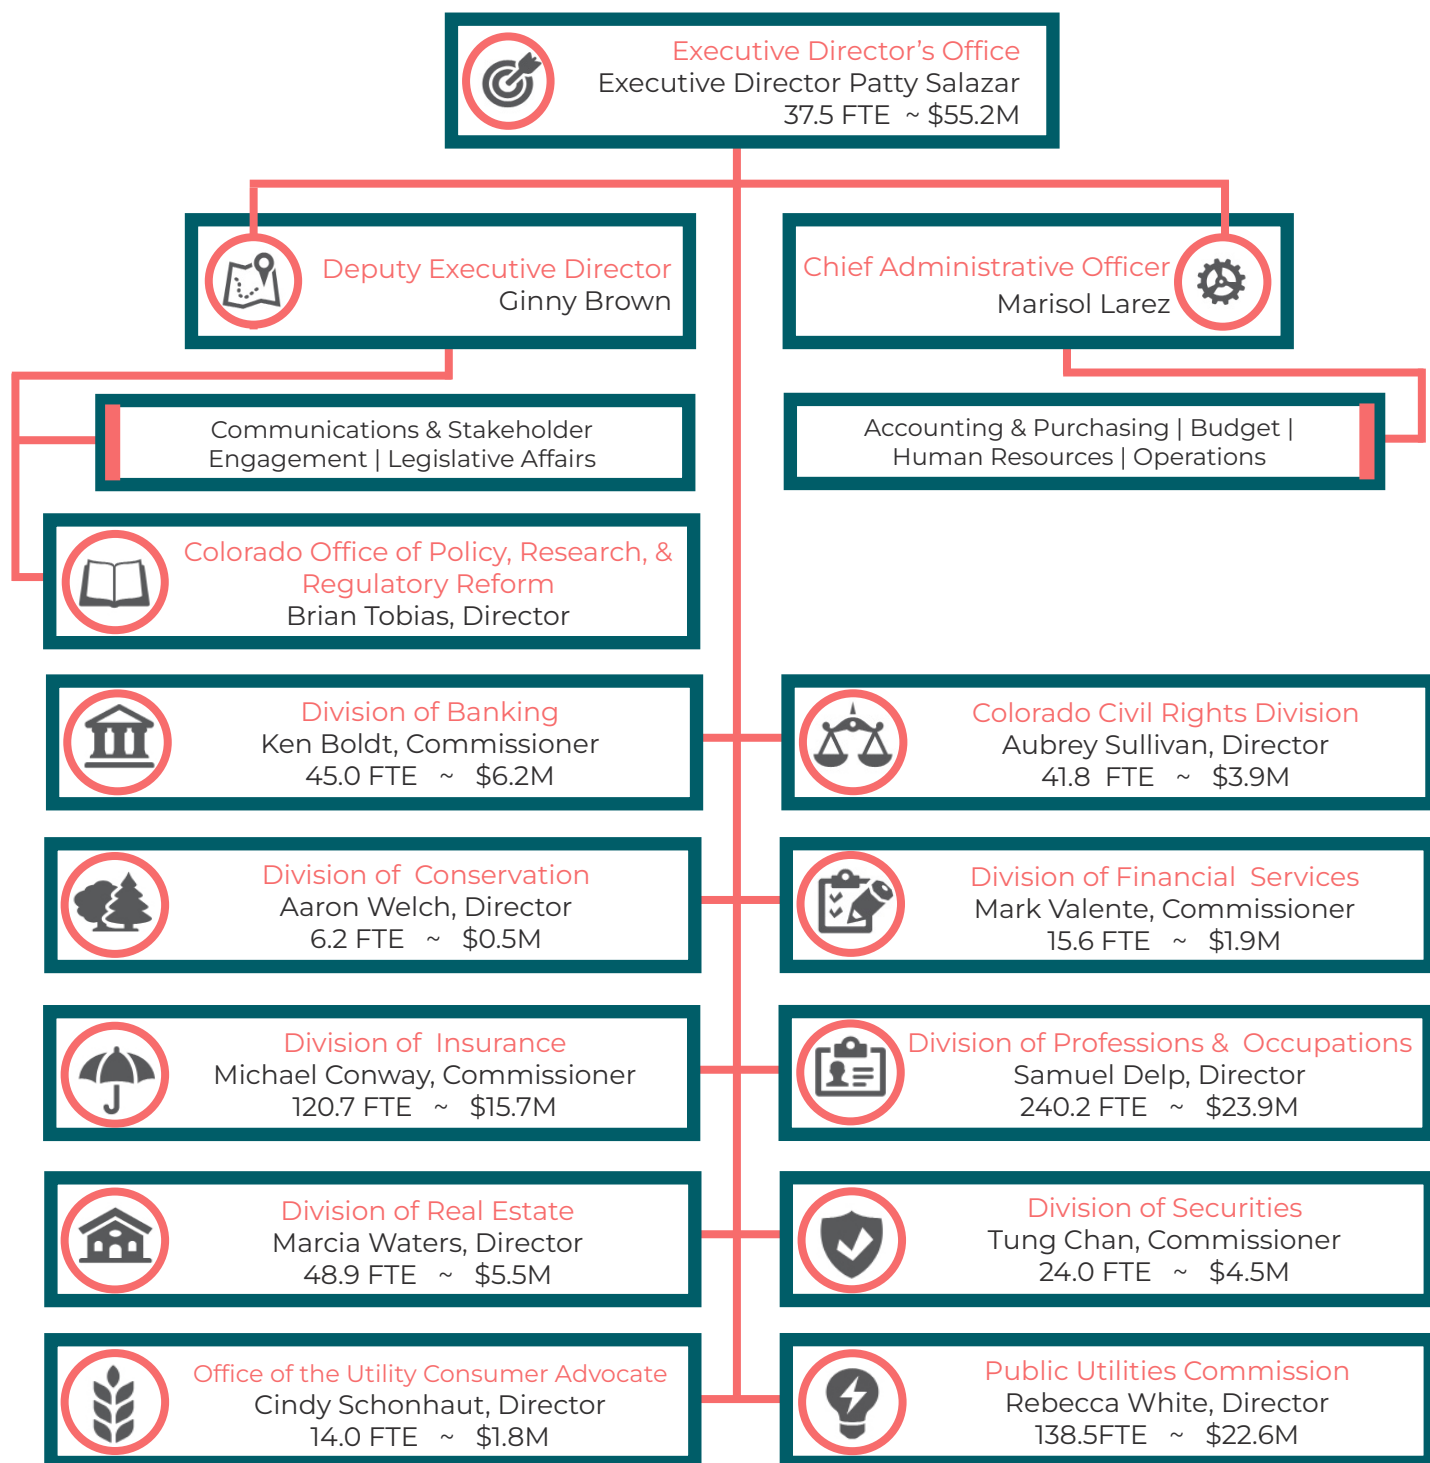 Executive Director's Office
Executive Director Patty Salazar
37.5 FTE ~ $55.2M
Deputy Executive Director
Ginny Brown
Chief Administrative Officer
Marisol Larez
Communications & Stakeholder
Engagement | Legislative Affairs
Accounting & Purchasing | Budget |
Human Resources | Operations
Colorado Office of Policy, Research, &
Regulatory Reform
Brian Tobias, Director
Division of Banking
Ken Boldt, Commissioner
45.0 FTE ~ $6.2M
Colorado Civil Rights Division
Aubrey Sullivan, Director
41.8 FTE ~ $3.9M
Division of Conservation
Aaron Welch, Director
6.2 FTE ~ $0.5M
Division of Financial Services
Mark Valente, Commissioner
15.6 FTE ~ $1.9M
Division of Insurance
Michael Conway, Commissioner
120.7 FTE ~ $15.7M
Division of Professions & Occupations
Samuel Delp, Director
240.2 FTE ~ $23.9M
Division of Real Estate
Marcia Waters, Director
48.9 FTE ~ $5.5M
Division of Securities
Tung Chan, Commissioner
24.0 FTE ~ $4.5M
Office of the Utility Consumer Advocate
Cindy Schonhaut, Director
14.0 FTE ~ $1.8M
Public Utilities Commission
Rebecca White, Director
138.5FTE ~ $22.6M